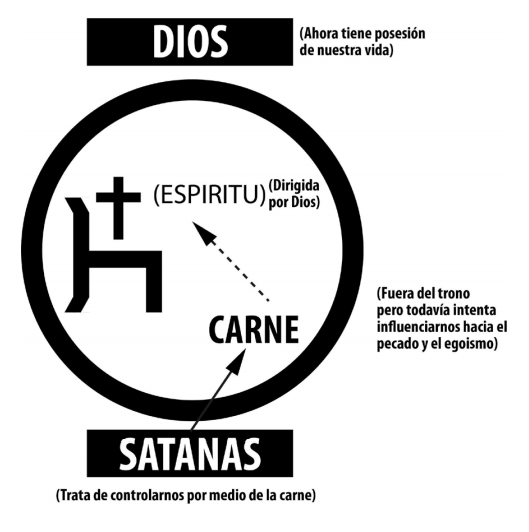 DIOS
(Ahora tiene posesión
de nuestra vida)
(ESPIRITU)
(Dirigida
por Dios)
CARNE
(Fuera del trono
pero todavía intenta
influenciarnos hacia el
pecado y el egoismo)
SATANAS
(Trata de controlarnos por medio de la carne)